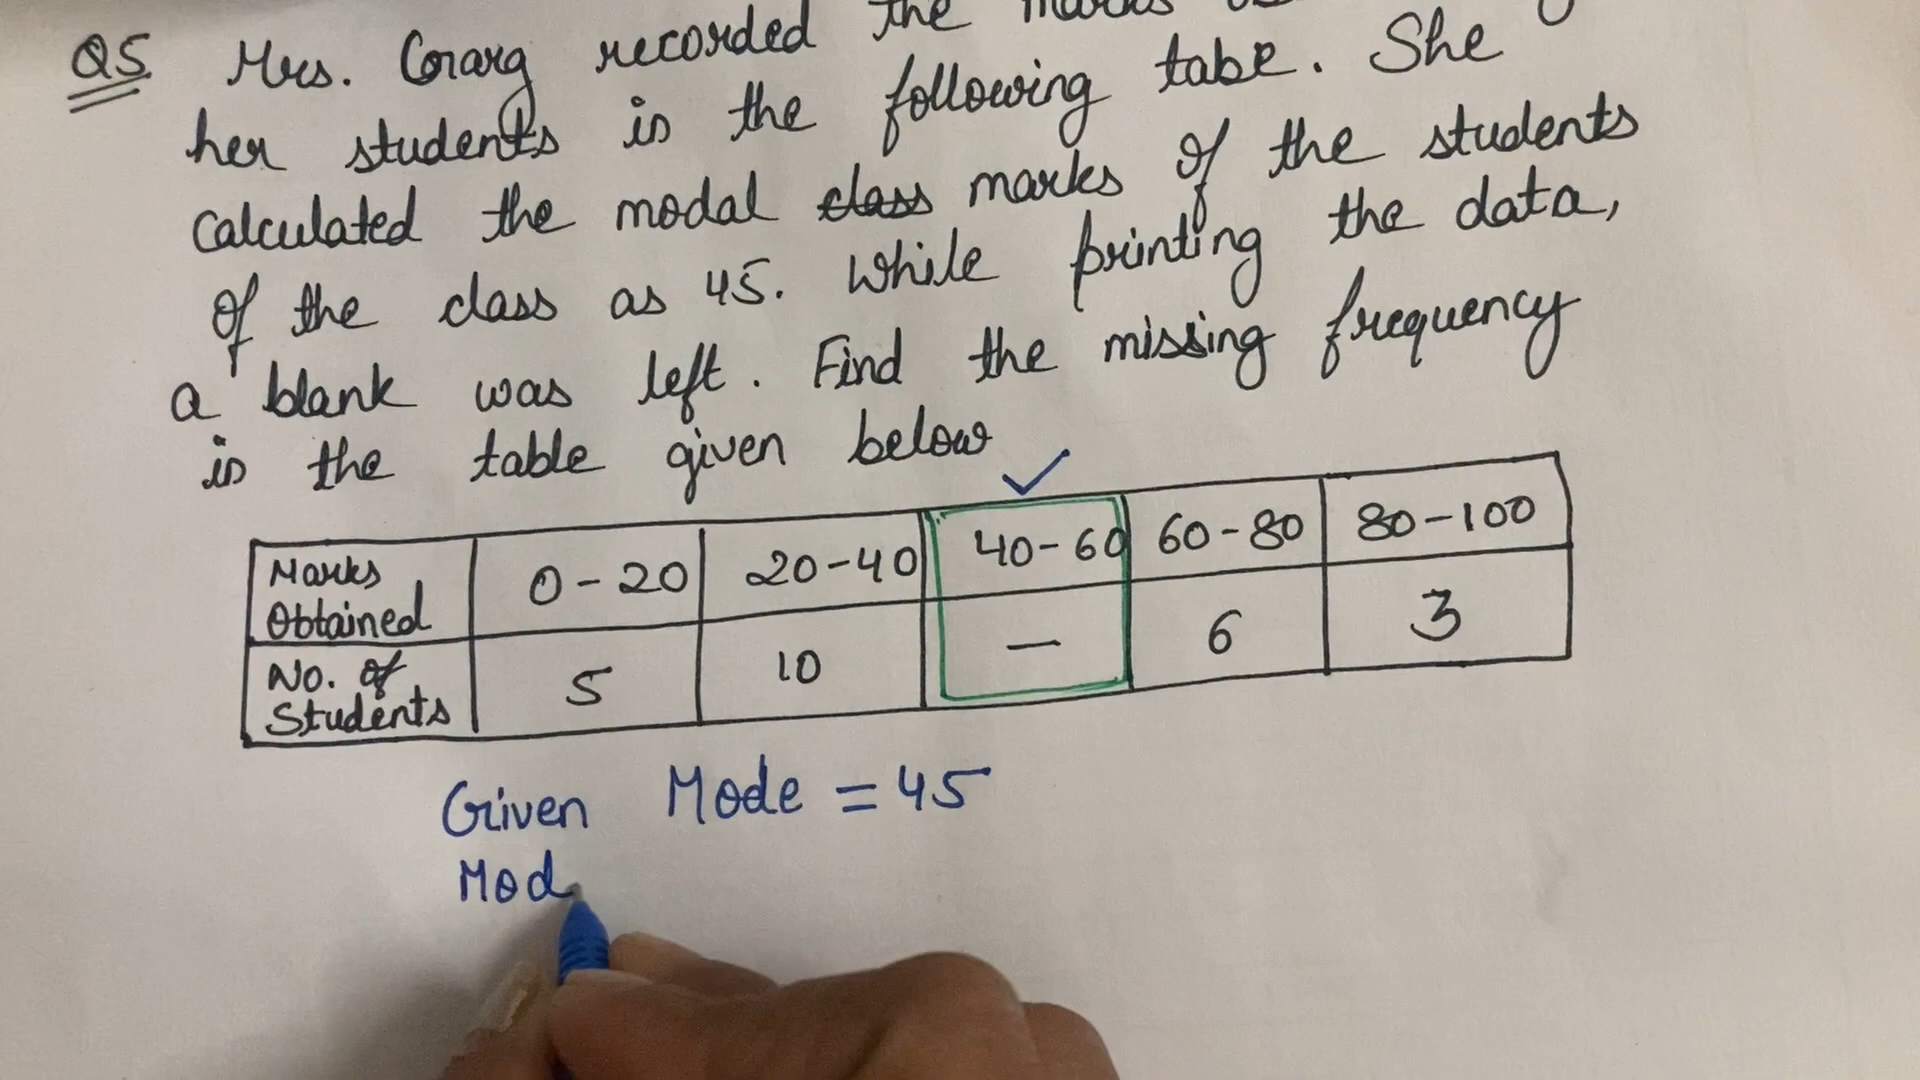 Q5 Mrs. Garg recorded the marks
her students in the following table. She
calculated the modal class marks of the students
of the class as 45. While printing the data,
a blank was left. Find the missing frequency
in the table given below
Marks Obtained 0-20 20-40 40-60 60-80 80-100
No. of Students 5 10 — 6 3
Given Mode = 45
Mod